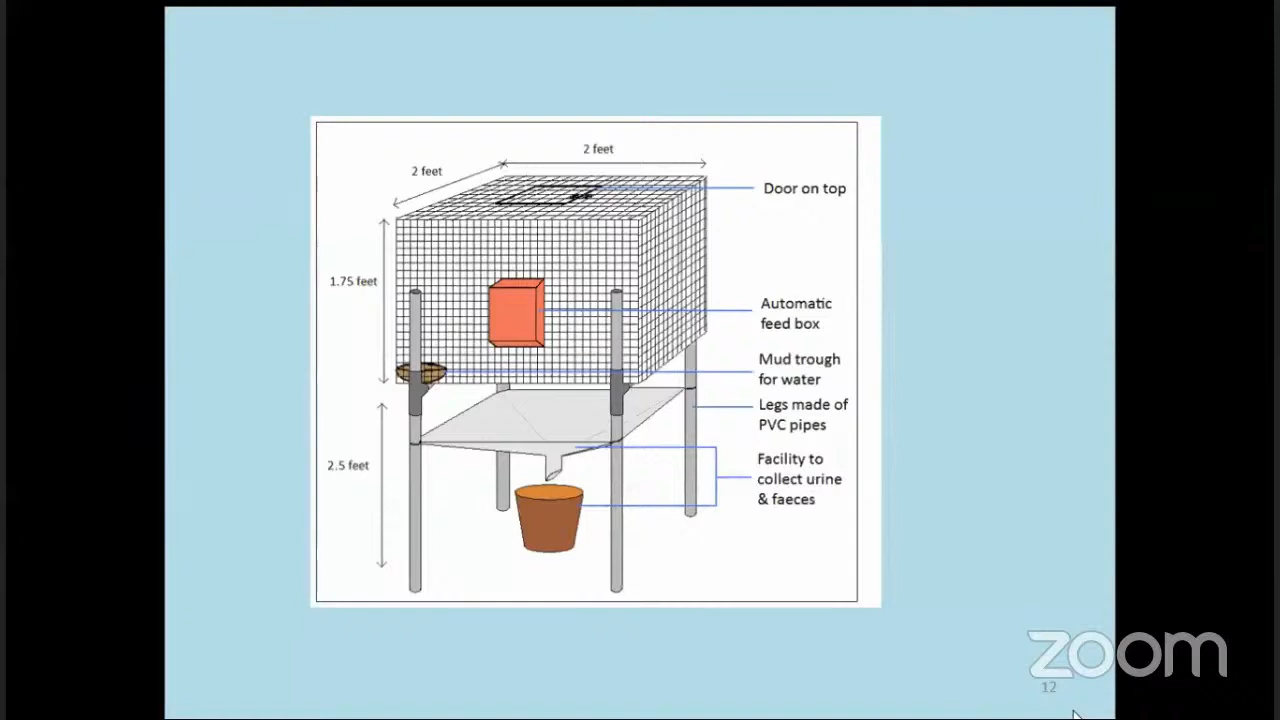 2 feet
2 feet
Door on top
1.75 feet
Automatic
feed box
Mud trough
for water
Legs made of
PVC pipes
2.5 feet
Facility to
collect urine
& faeces
zoom
12